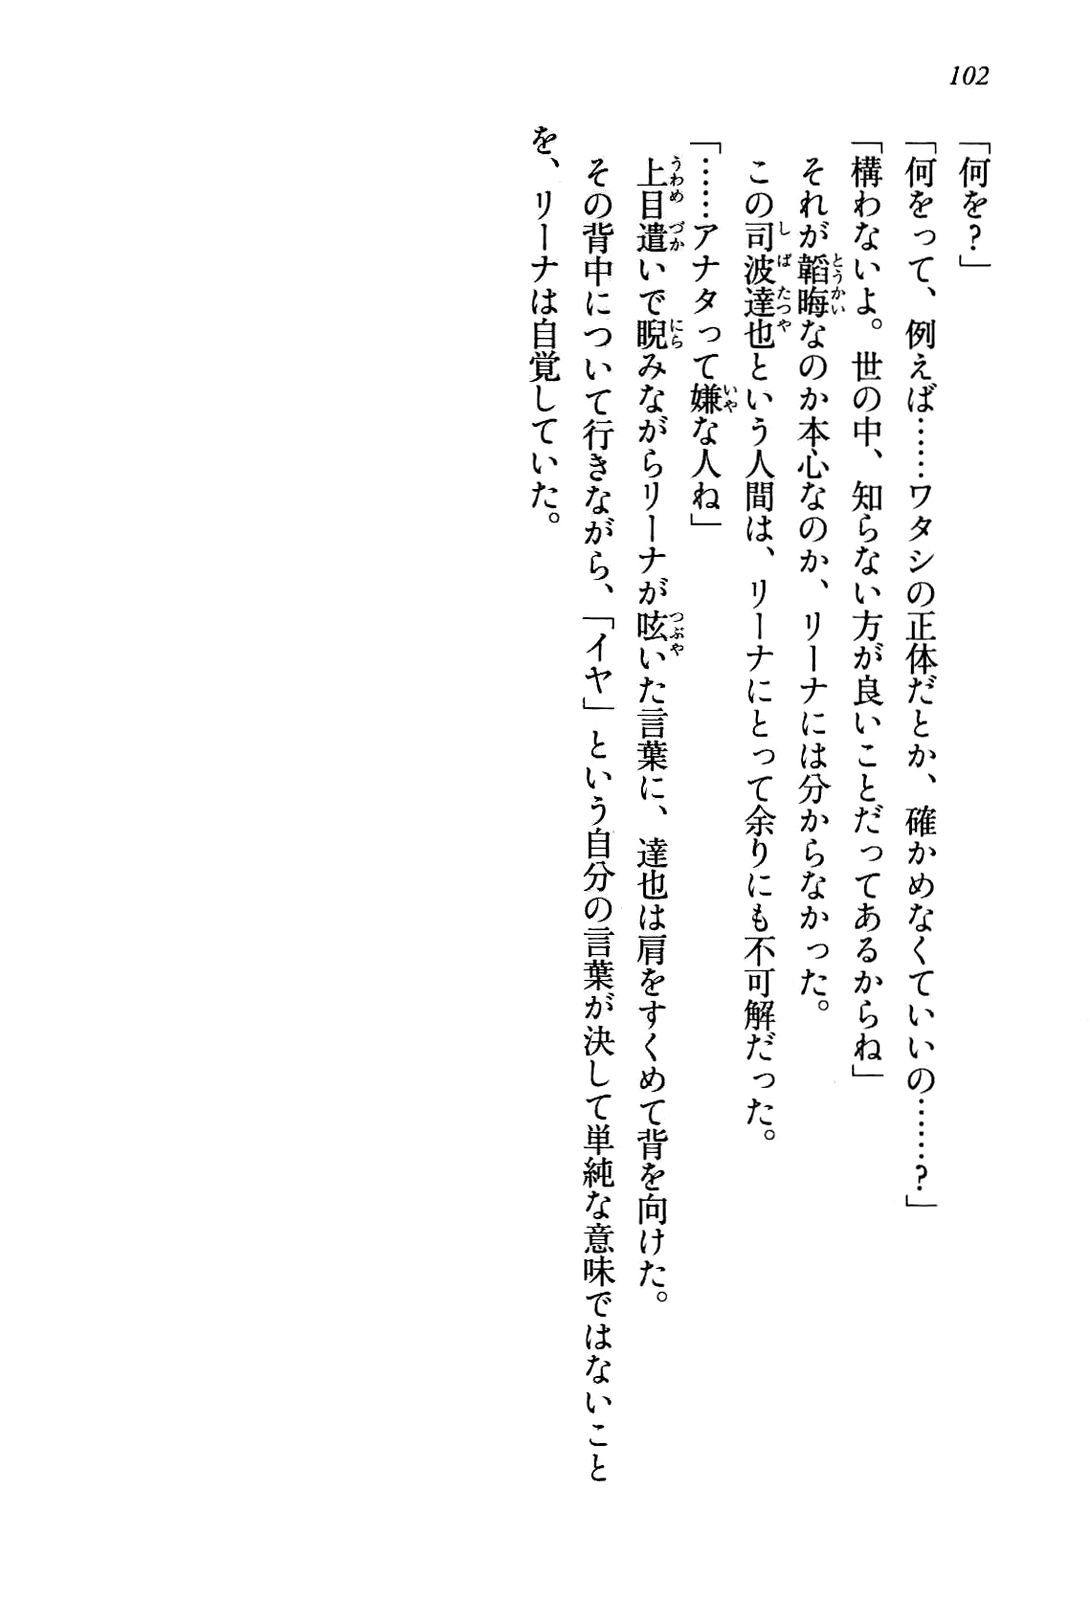 102
「何を？」
「何をって、例えば……ワタシの正体だとか、確かめなくていいの……？」
「構わないよ。世の中、知らない方が良いことだってあるからね」
それが韜晦なのか本心なのか、リーナには分からなかった。
この司波達也という人間は、リーナにとって余りにも不可解だった。
「……アナタって嫌な人ね」
上目遣いで睨みながらリーナが呟いた言葉に、達也は肩をすくめて背を向けた。
その背中について行きながら、「イヤ」という自分の言葉が決して単純な意味ではないこと
を、リーナは自覚していた。